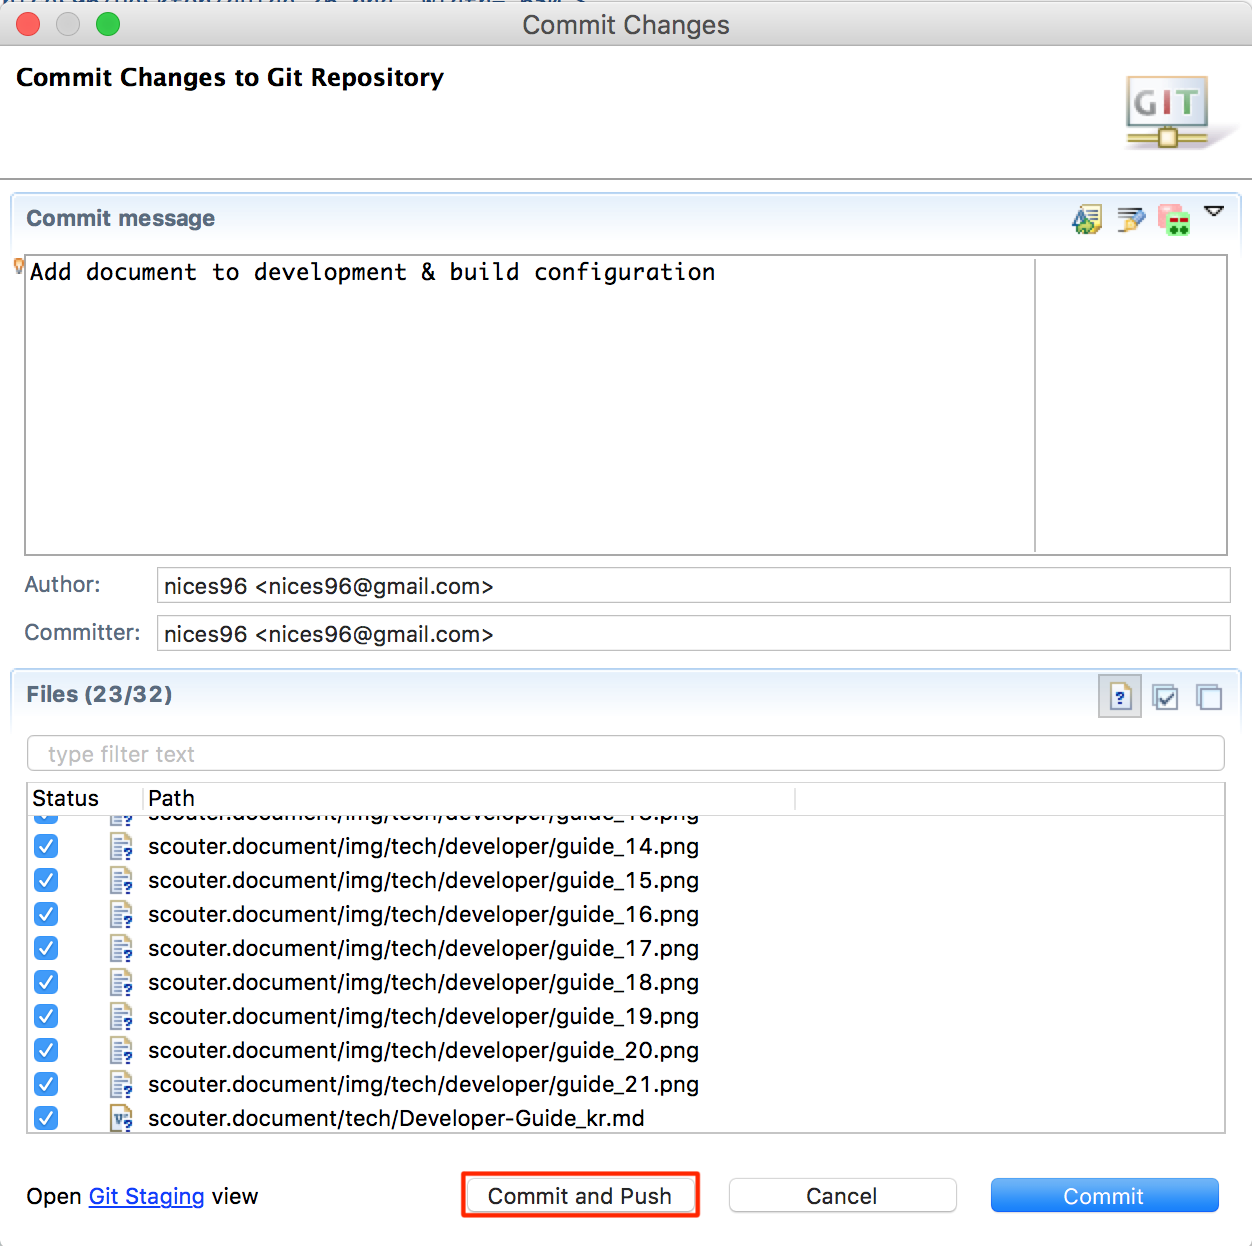 Commit Changes
Commit Changes to Git Repository
GIT
Commit message
Add document to development & build configuration
Author: nices96 <nices96@gmail.com>
Committer: nices96 <nices96@gmail.com>
Files (23/32)
type filter text
Status Path
scouter.document/img/tech/developer/guide_14.png
scouter.document/img/tech/developer/guide_15.png
scouter.document/img/tech/developer/guide_16.png
scouter.document/img/tech/developer/guide_17.png
scouter.document/img/tech/developer/guide_18.png
scouter.document/img/tech/developer/guide_19.png
scouter.document/img/tech/developer/guide_20.png
scouter.document/img/tech/developer/guide_21.png
scouter.document/tech/Developer-Guide_kr.md
Open Git Staging view Commit and Push Cancel Commit